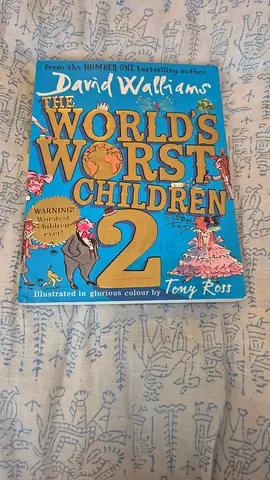 from the NUMBER ONE bestselling author
David Walliams
THE
WORLD'S
WORST
CHILDREN
2
WARNING!
Worstest
children
ever!
Illustrated in glorious colour by
Tony Ross